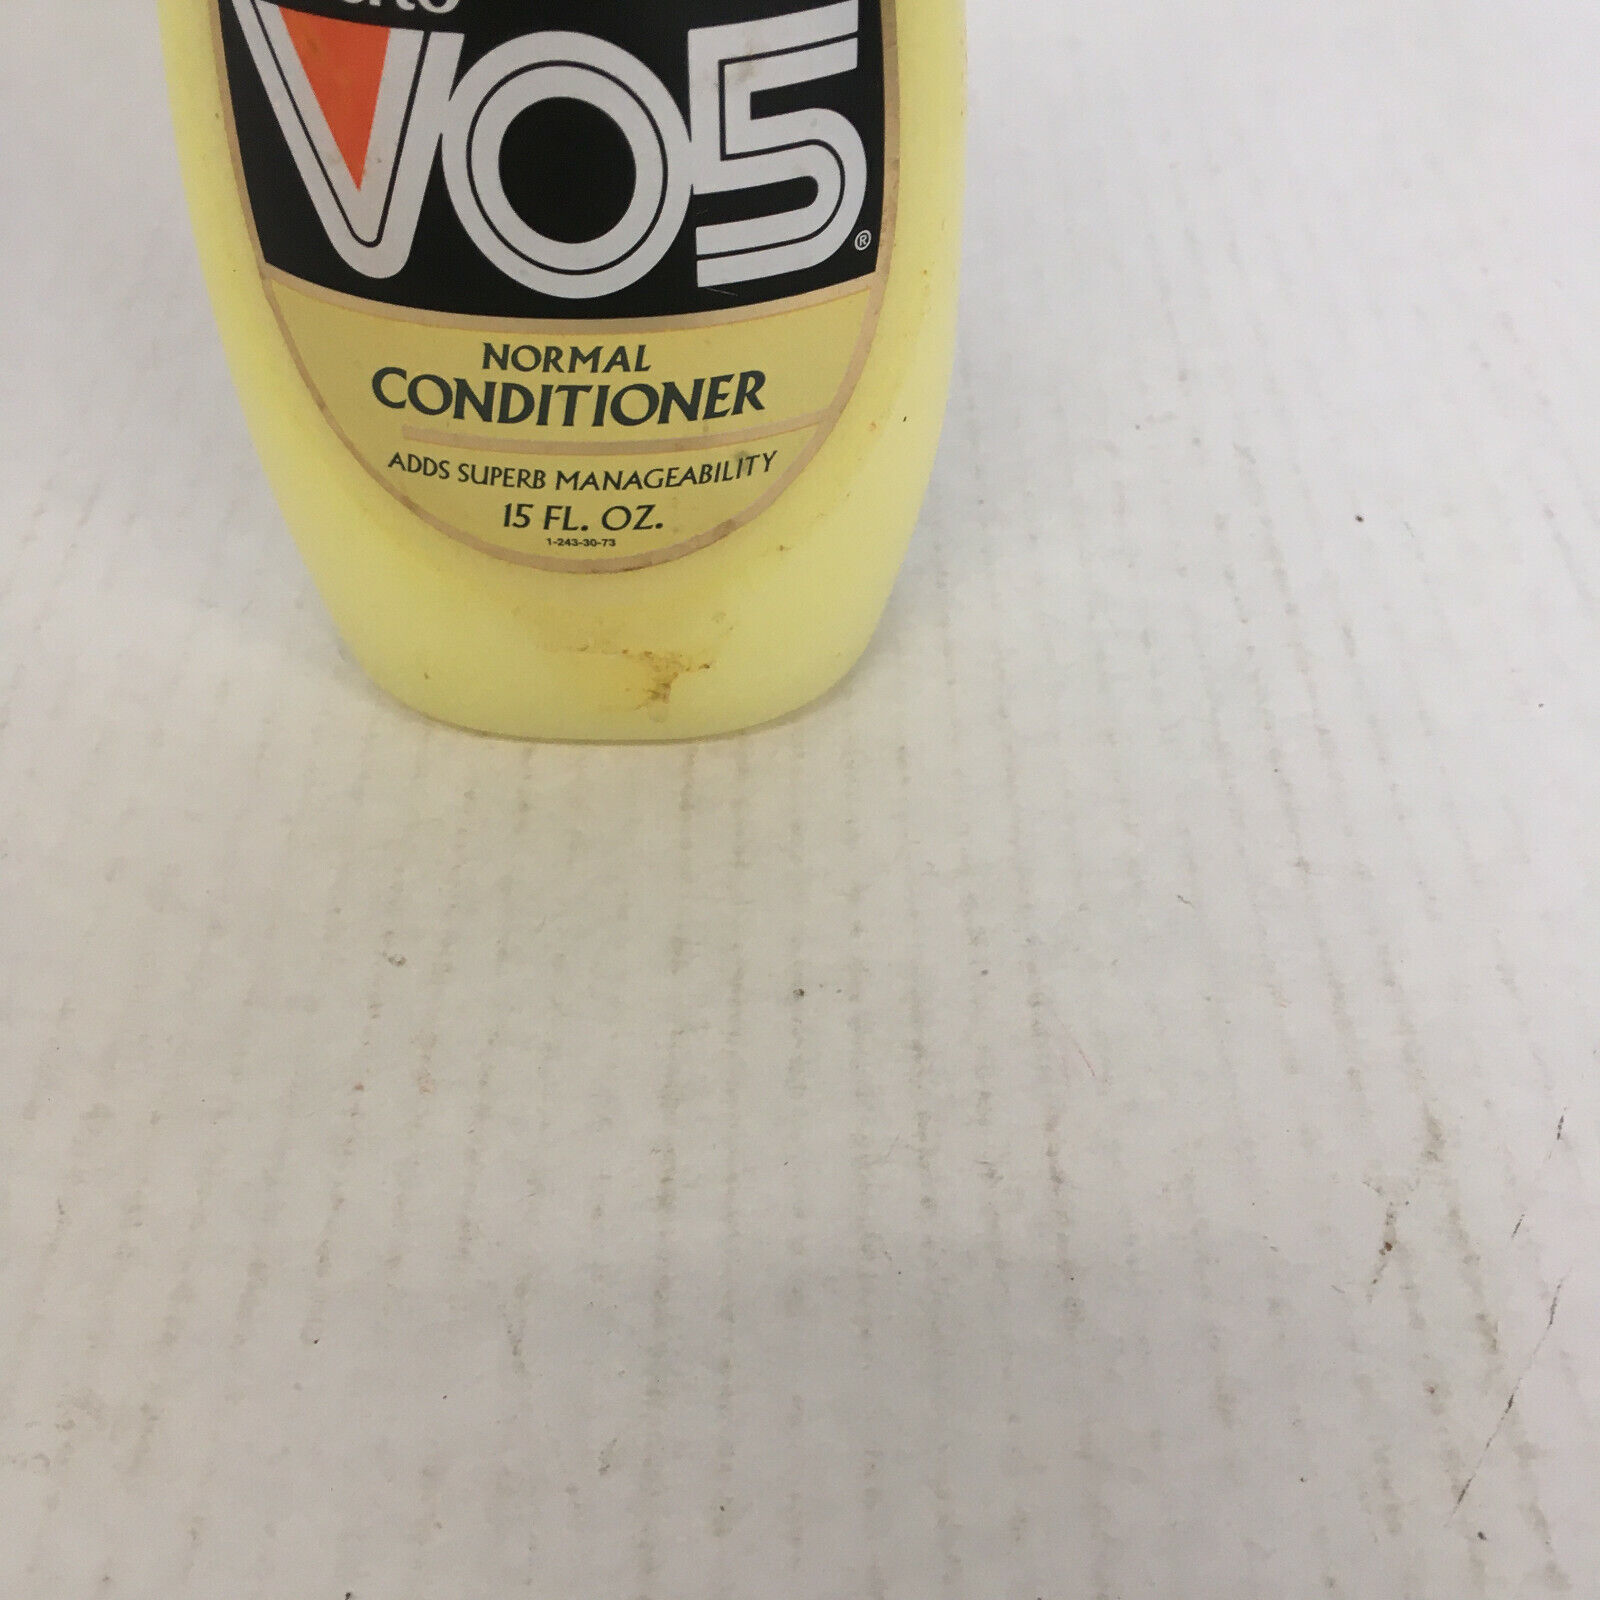 VO5®
NORMAL
CONDITIONER
ADDS SUPERB MANAGEABILITY
15 FL. OZ.
1-243-30-73